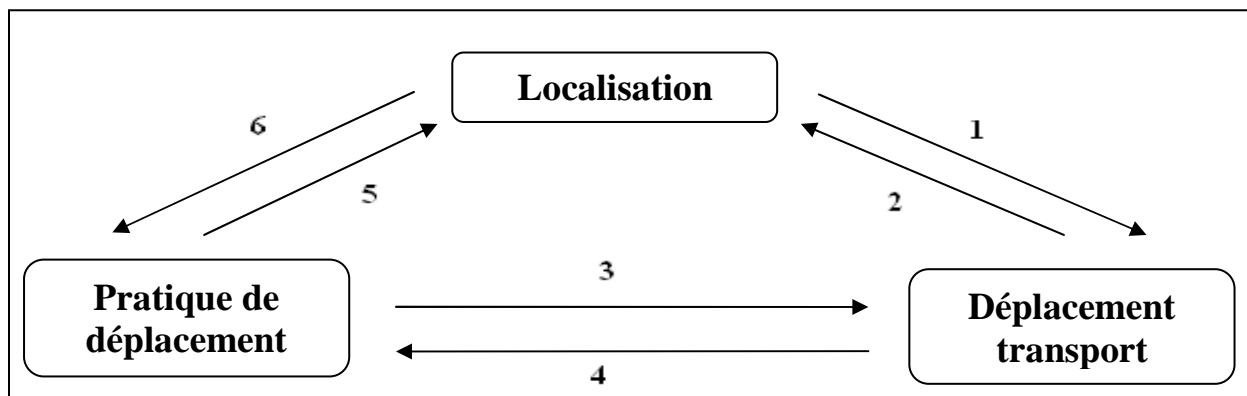 Localisation
6
1
5
2
Pratique de
déplacement
3
Déplacement
transport
4